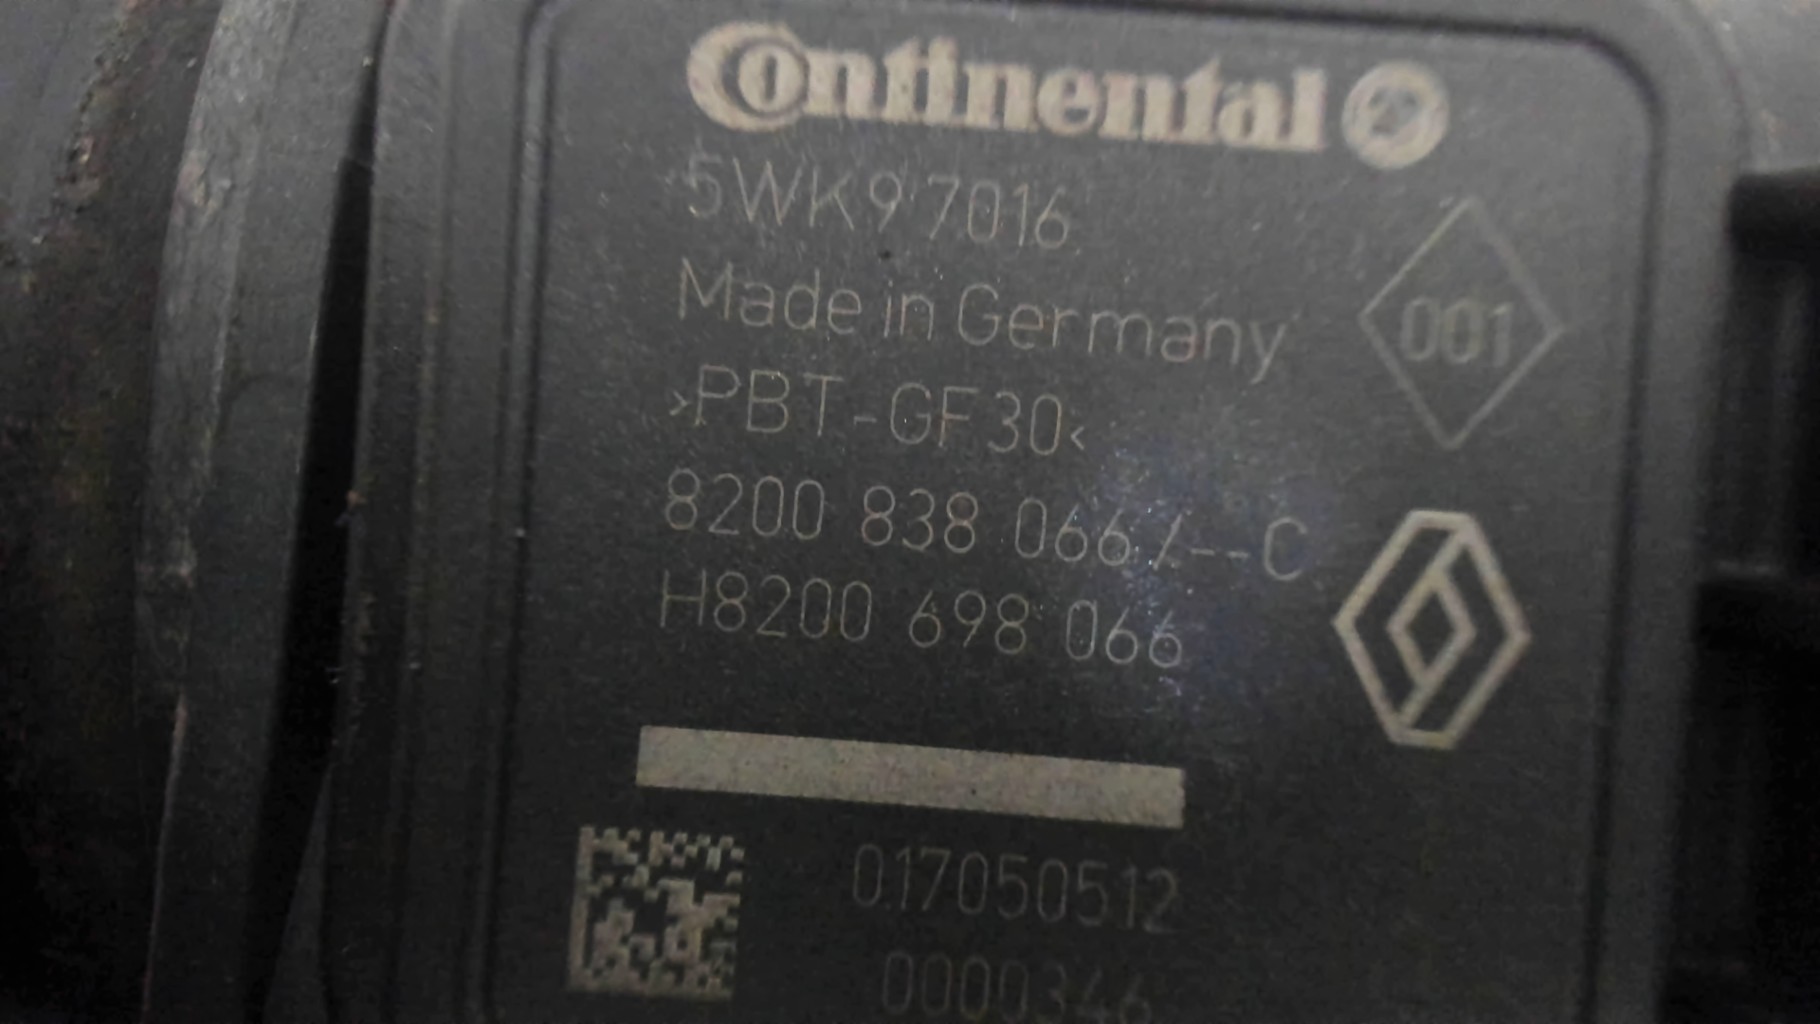 Continental
5WK97016
Made in Germany
001
>PBT-GF30<
8200 838 066/--C
H8200 698 066
017050512
0000346